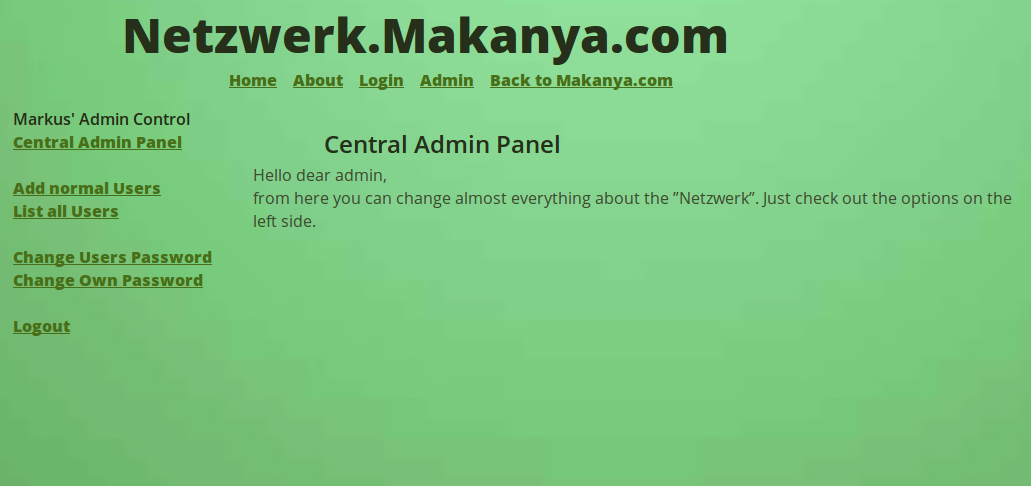 Netzwerk.Makanya.com
Home About Login Admin Back to Makanya.com
Markus' Admin Control
Central Admin Panel
Add normal Users
List all Users
Change Users Password
Change Own Password
Logout
Central Admin Panel
Hello dear admin,
from here you can change almost everything about the ”Netzwerk”. Just check out the options on the
left side.